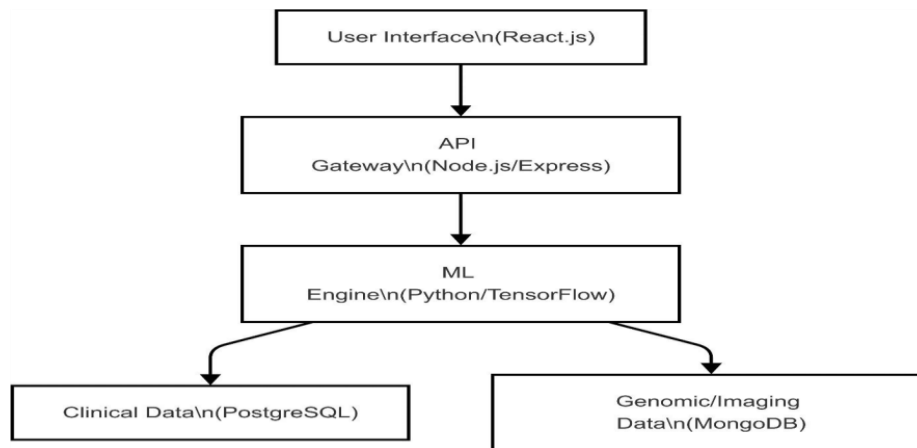 User Interface\n(React.js)
API
Gateway\n(Node.js/Express)
ML
Engine\n(Python/TensorFlow)
Clinical Data\n(PostgreSQL)
Genomic/Imaging
Data\n(MongoDB)